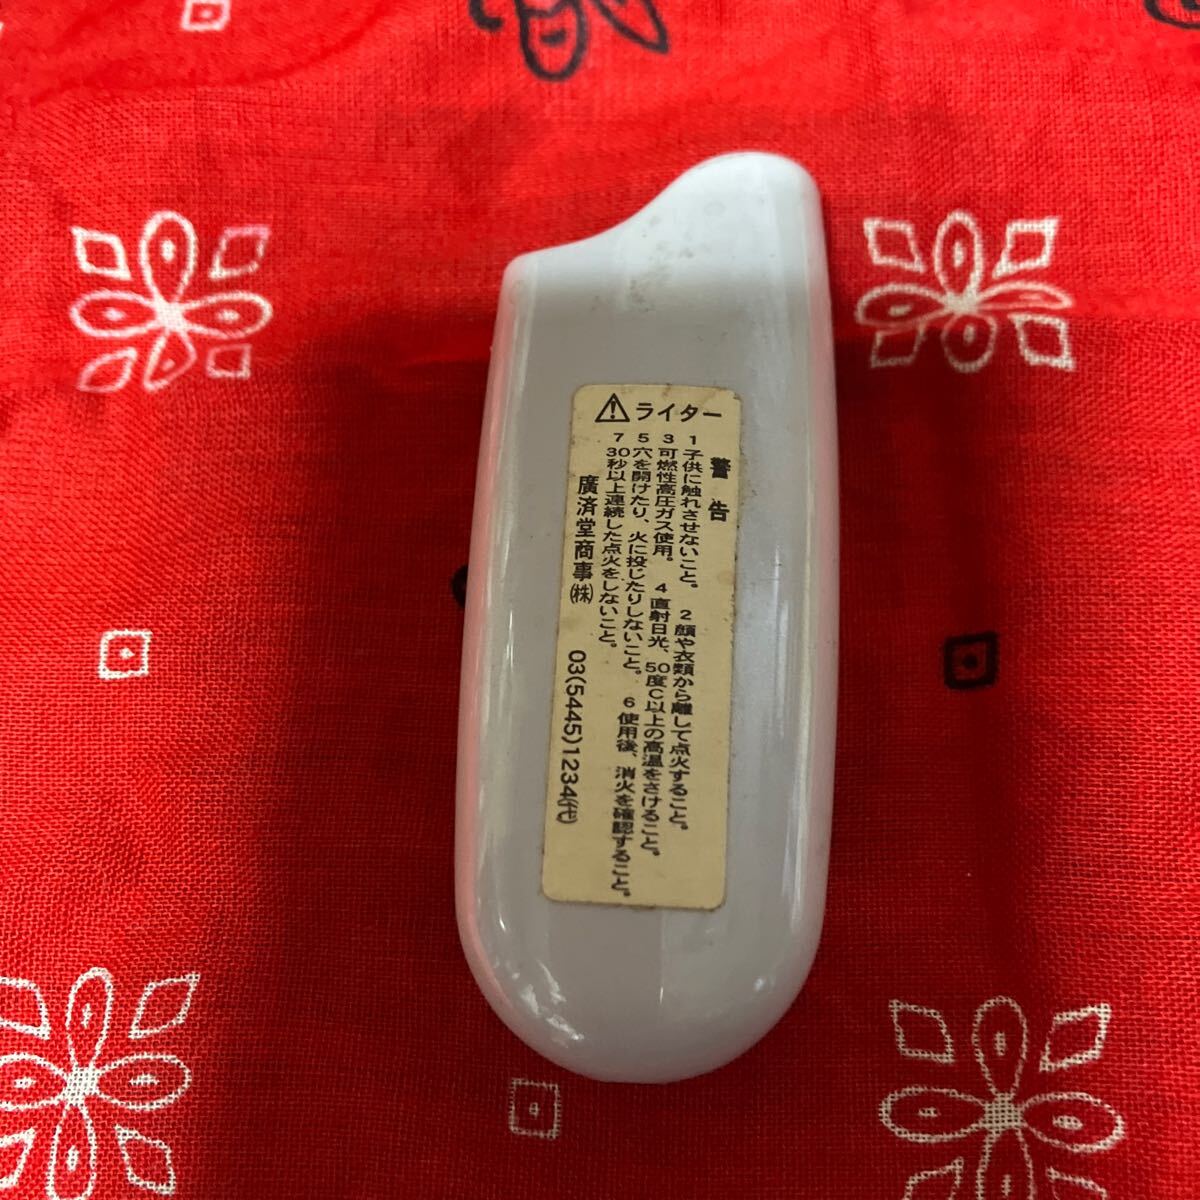 ライター
警告
1 子供に触れさせないこと。 2 顔や衣類から離して点火すること。
3 可燃性高圧ガス使用。 4 直射日光、50度C以上の高温をさけること。
5 穴を開けたり、火に投じたりしないこと。 6 使用後、消火を確認すること。
7 30秒以上連続した点火をしないこと。
廣済堂商事㈱ 03(5445)1234㈹